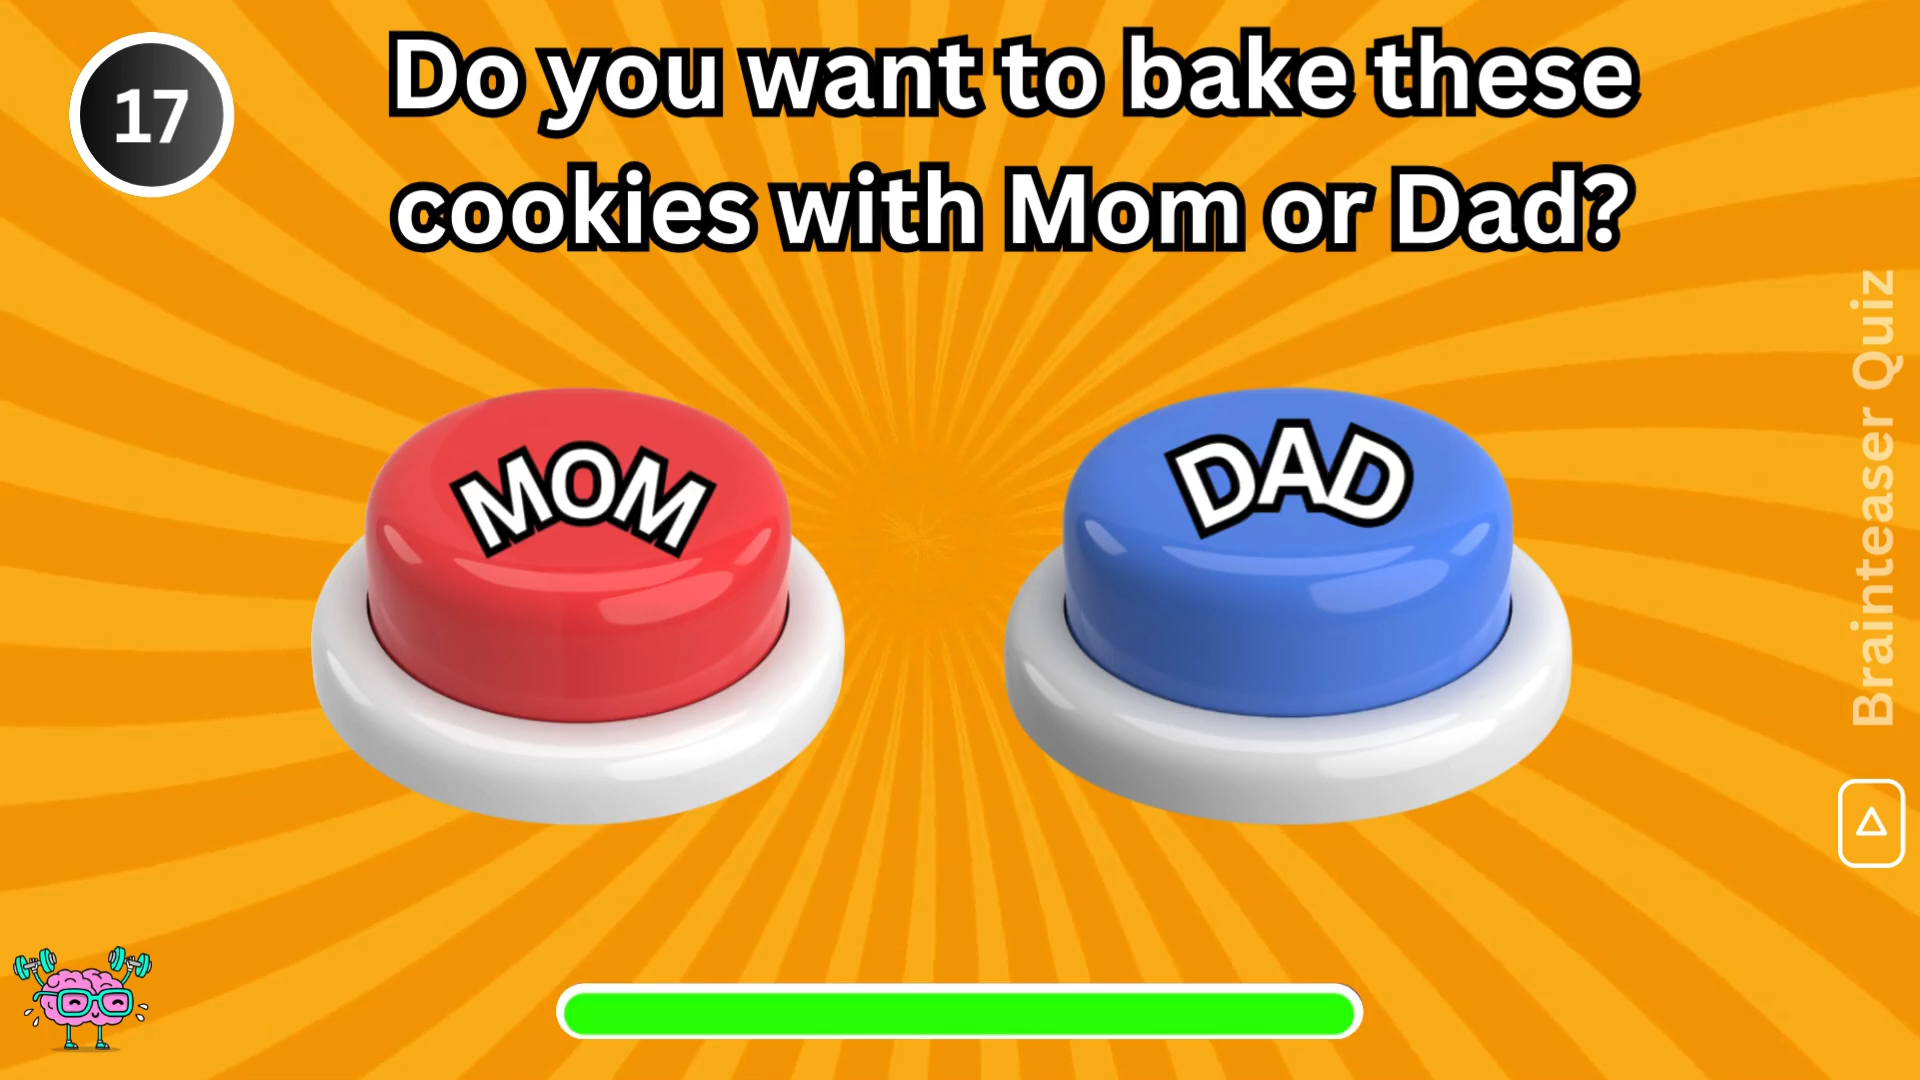 17
Do you want to bake these
cookies with Mom or Dad?
MOM
DAD
Brainteaser Quiz